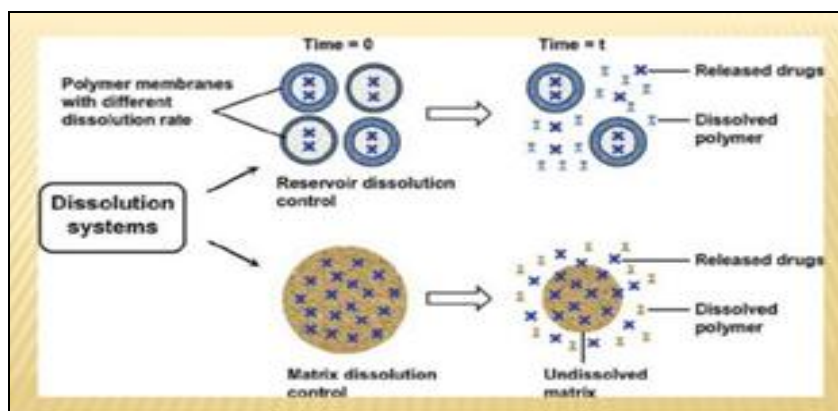 Time = 0
Time = t
Polymer membranes
with different
dissolution rate
Released drugs
Dissolved
polymer
Reservoir dissolution
control
Dissolution
systems
Released drugs
Dissolved
polymer
Matrix dissolution
control
Undissolved
matrix